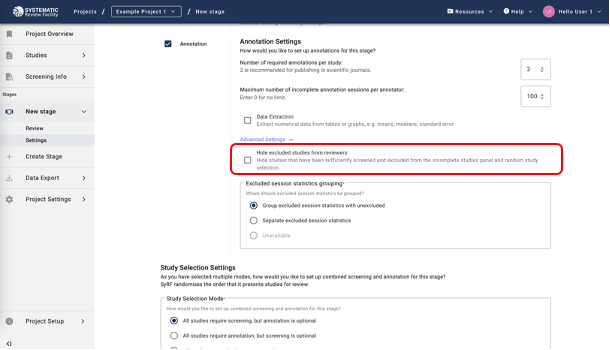 SYSTEMATIC
Review Facility
Projects / Example Project 1 / New stage
Resources
Help
Hello User 1
Project Overview
Studies
Screening Info
Stages
New stage
Review
Settings
Create Stage
Data Export
Project Settings
Project Setup
Annotation
Annotation Settings
How would you like to set up annotations for this stage?
Number of required annotations per study:
2 is recommended for publishing in scientific journals.
2
Maximum number of incomplete annotation sessions per annotator:
Enter 0 for no limit.
100
Data Extraction
Extract numerical data from tables or graphs, e.g. means, medians, standard error
Advanced Settings
Hide excluded studies from reviewers
Hide studies that have been sufficiently screened and excluded from the incomplete studies panel and random study
selection.
Excluded session statistics grouping*
Where should excluded session statistics be grouped?
Group excluded session statistics with unexcluded
Separate excluded session statistics
Unavailable
Study Selection Settings
As you have selected multiple modes, how would you like to set up combined screening and annotation for this stage?
SyRF randomises the order that it presents studies for review.
Study Selection Mode*
How would you like to set up combined screening and annotation for this stage?
All studies require screening, but annotation is optional
All studies require annotation, but screening is optional